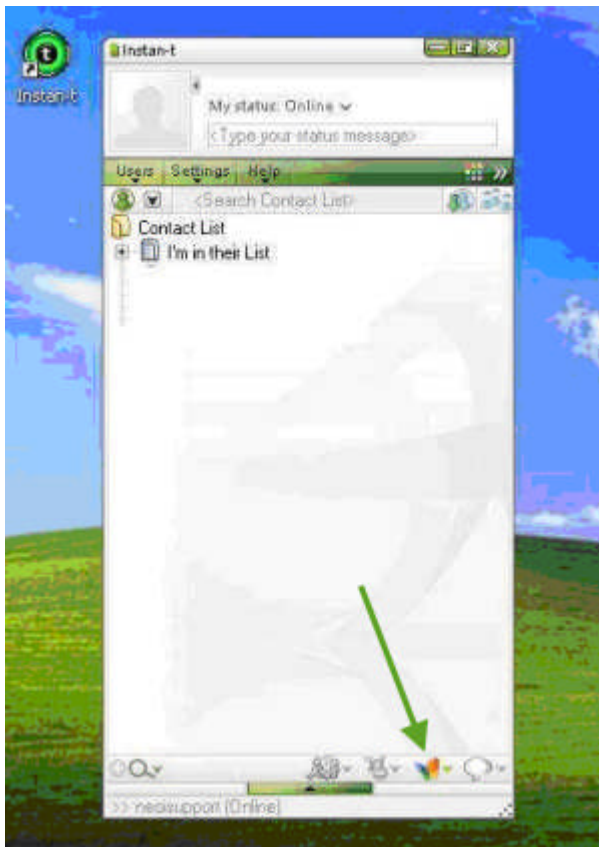 Instan-t
Instan-t
My status: Online
<Type your status message>
Users Settings Help
<Search Contact List>
Contact List
I'm in their List
>> neosisupport (Online)